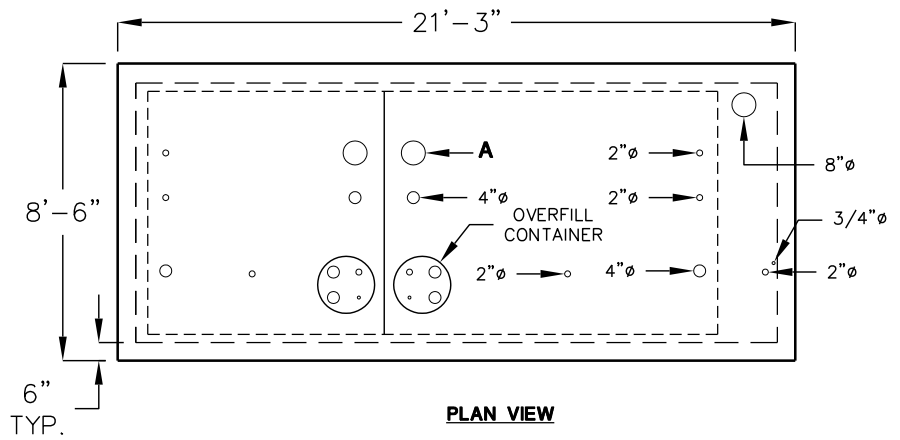 21'-3"
A
2"ø
8"ø
8'-6"
4"ø
2"ø
OVERFILL
CONTAINER
3/4"ø
2"ø
4"ø
2"ø
6"
TYP.
PLAN VIEW